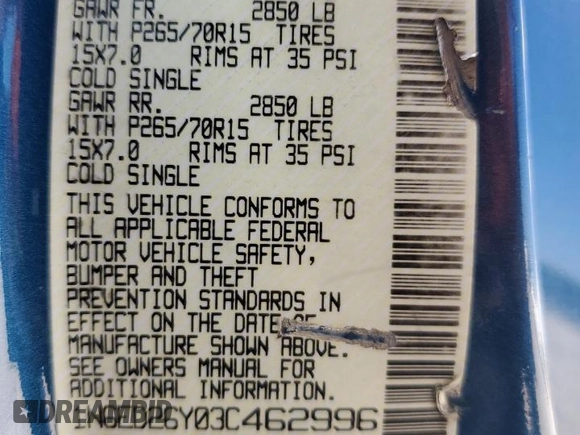 GAWR FR. 2850 LB
WITH P265/70R15 TIRES
15X7.0 RIMS AT 35 PSI
COLD SINGLE
GAWR RR. 2850 LB
WITH P265/70R15 TIRES
15X7.0 RIMS AT 35 PSI
COLD SINGLE
THIS VEHICLE CONFORMS TO
ALL APPLICABLE FEDERAL
MOTOR VEHICLE SAFETY,
BUMPER AND THEFT
PREVENTION STANDARDS IN
EFFECT ON THE DATE OF
MANUFACTURE SHOWN ABOVE.
SEE OWNERS MANUAL FOR
ADDITIONAL INFORMATION.
DREAMBID